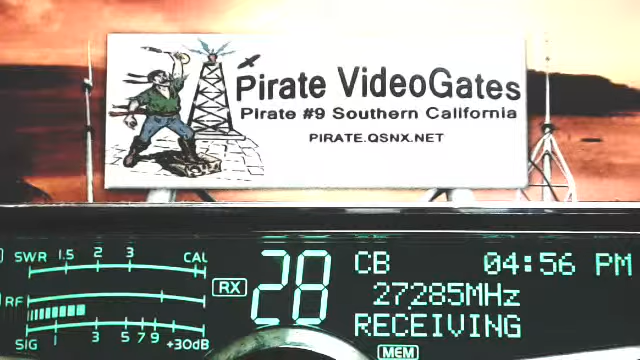 Pirate VideoGates
Pirate #9 Southern California
PIRATE.QSNX.NET
SWR 1.5 2 3 CAL
RF
SIG 1 3 5 7 9 +30dB
RX
28
CB 04:56 PM
27285MHz
RECEIVING
MEM